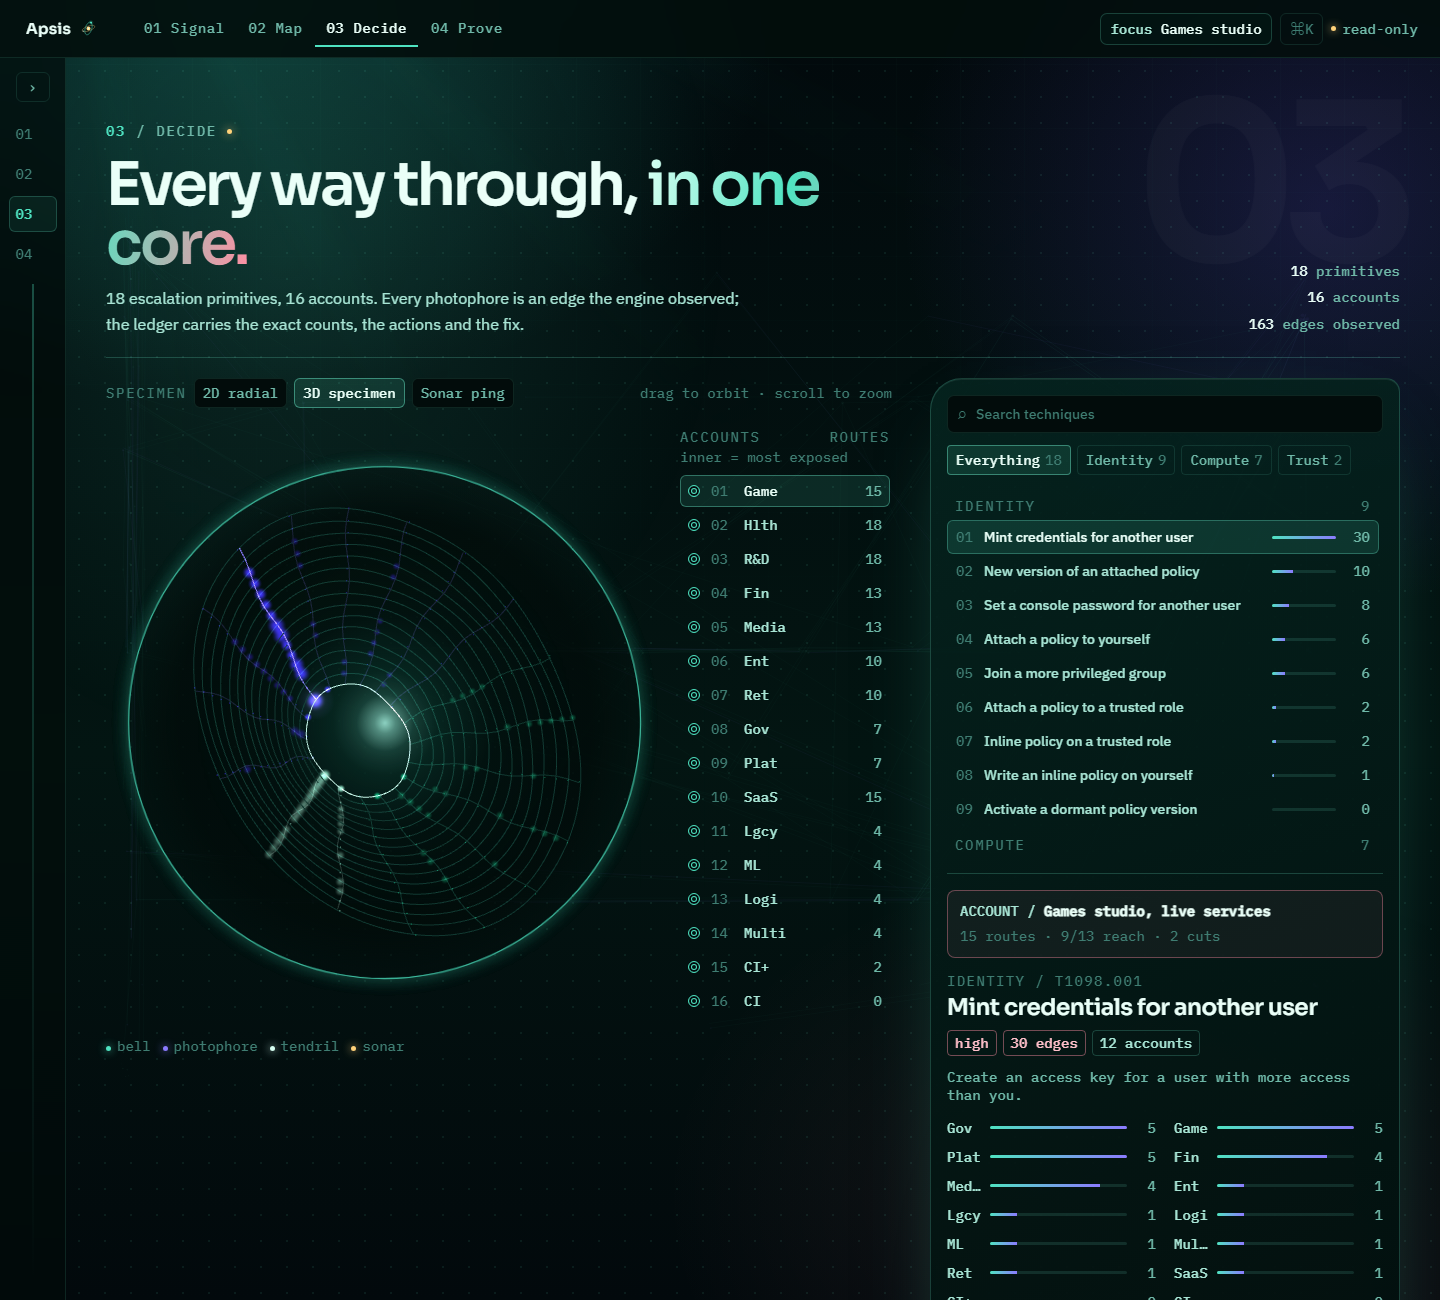 Apsis
01 Signal
02 Map
03 Decide
04 Prove
focus Games studio
⌘K
read-only
›
01
02
03
04
03
03 / DECIDE
Every way through, in one
core.
18 escalation primitives, 16 accounts. Every photophore is an edge the engine observed;
the ledger carries the exact counts, the actions and the fix.
18 primitives
16 accounts
163 edges observed
SPECIMEN
2D radial
3D specimen
Sonar ping
drag to orbit · scroll to zoom
ACCOUNTS ROUTES
inner = most exposed
01 Game 15
02 Hlth 18
03 R&D 18
04 Fin 13
05 Media 13
06 Ent 10
07 Ret 10
08 Gov 7
09 Plat 7
10 SaaS 15
11 Lgcy 4
12 ML 4
13 Logi 4
14 Multi 4
15 CI+ 2
16 CI 0
bell photophore tendril sonar
Search techniques
Everything 18
Identity 9
Compute 7
Trust 2
IDENTITY 9
01 Mint credentials for another user 30
02 New version of an attached policy 10
03 Set a console password for another user 8
04 Attach a policy to yourself 6
05 Join a more privileged group 6
06 Attach a policy to a trusted role 2
07 Inline policy on a trusted role 2
08 Write an inline policy on yourself 1
09 Activate a dormant policy version 0
COMPUTE 7
ACCOUNT / Games studio, live services
15 routes · 9/13 reach · 2 cuts
IDENTITY / T1098.001
Mint credentials for another user
high
30 edges
12 accounts
Create an access key for a user with more access
than you.
Gov 5 Game 5
Plat 5 Fin 4
Med… 4 Ent 1
Lgcy 1 Logi 1
ML 1 Mul… 1
Ret 1 SaaS 1